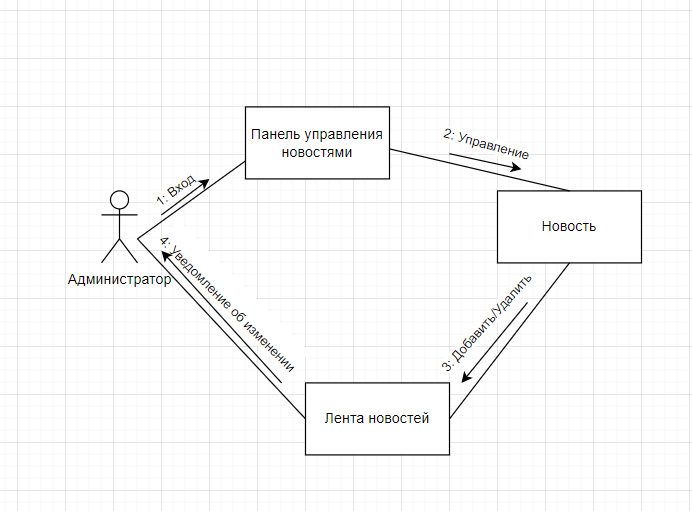 Панель управления
новостями
2: Управление
1: Вход
Новость
Администратор
4: Уведомление об изменении
3: Добавить/Удалить
Лента новостей